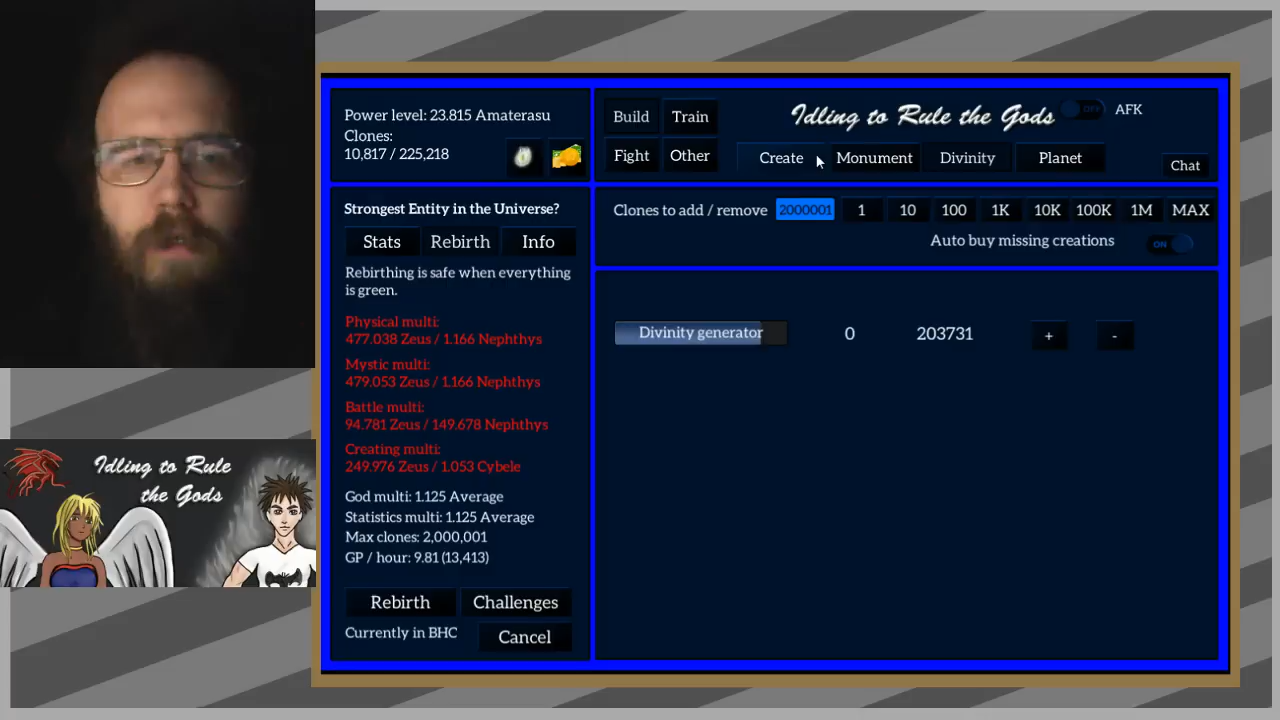 Power level: 23.815 Amaterasu
Clones:
10,817 / 225,218
Build
Train
Fight
Other
Idling to Rule the Gods
OFF
AFK
Create
Monument
Divinity
Planet
Chat
Strongest Entity in the Universe?
Stats
Rebirth
Info
Rebirthing is safe when everything
is green.
Physical multi:
477.038 Zeus / 1.166 Nephthys
Mystic multi:
479.053 Zeus / 1.166 Nephthys
Battle multi:
94.781 Zeus / 149.678 Nephthys
Creating multi:
249.976 Zeus / 1.053 Cybele
God multi: 1.125 Average
Statistics multi: 1.125 Average
Max clones: 2,000,001
GP / hour: 9.81 (13,413)
Rebirth
Challenges
Currently in BHC
Cancel
Clones to add / remove
2000001
1
10
100
1K
10K
100K
1M
MAX
Auto buy missing creations
ON
Divinity generator
0
203731
+
-
Idling to Rule
the Gods